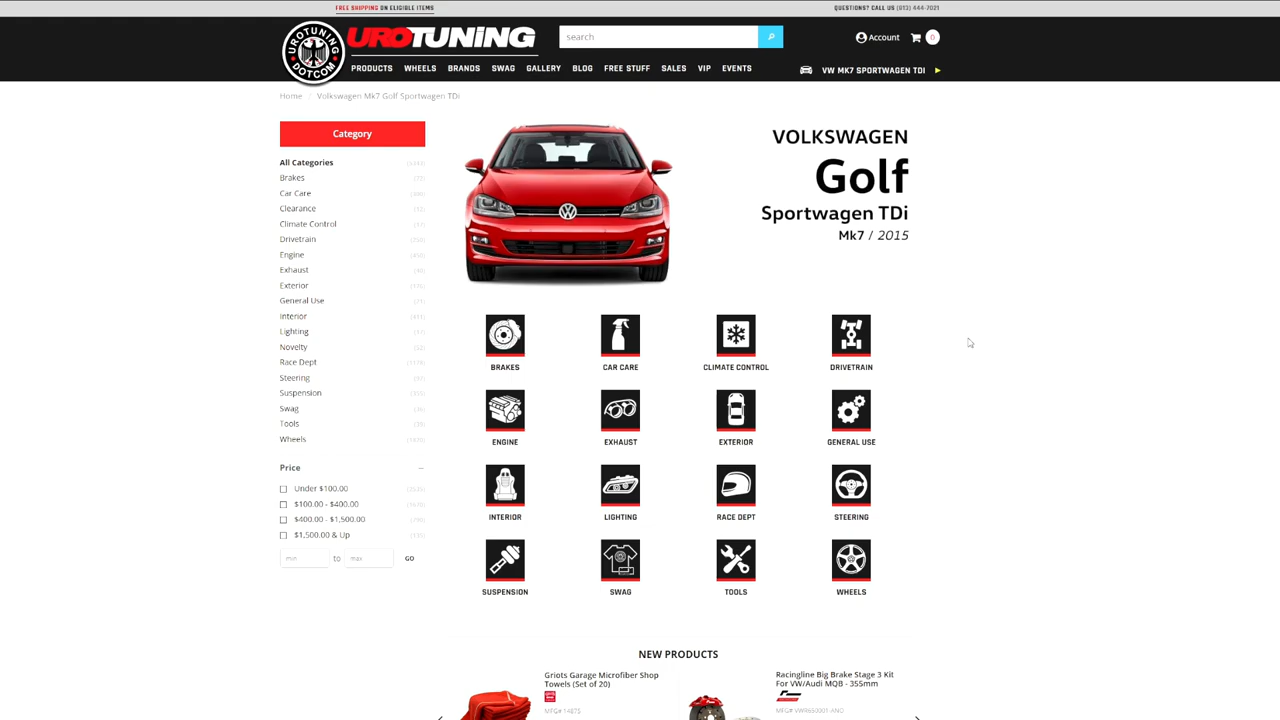 FREE SHIPPING ON ELIGIBLE ITEMS
QUESTIONS? CALL US (813) 444-7021
UROTUNING
DOTCOM
UROTUNING
search
Account
0
PRODUCTS WHEELS BRANDS SWAG GALLERY BLOG FREE STUFF SALES VIP EVENTS
VW MK7 SPORTWAGEN TDI
Home / Volkswagen Mk7 Golf Sportwagen TDi
Category
All Categories
Brakes
Car Care
Clearance
Climate Control
Drivetrain
Engine
Exhaust
Exterior
General Use
Interior
Lighting
Novelty
Race Dept
Steering
Suspension
Swag
Tools
Wheels
Price
Under $100.00
$100.00 - $400.00
$400.00 - $1,500.00
$1,500.00 & Up
min to max GO
VOLKSWAGEN
Golf
Sportwagen TDi
Mk7 / 2015
BRAKES CAR CARE CLIMATE CONTROL DRIVETRAIN
ENGINE EXHAUST EXTERIOR GENERAL USE
INTERIOR LIGHTING RACE DEPT STEERING
SUSPENSION SWAG TOOLS WHEELS
NEW PRODUCTS
Griots Garage Microfiber Shop
Towels (Set of 20)
MFG# 14875
Racingline Big Brake Stage 3 Kit
For VW/Audi MQB - 355mm